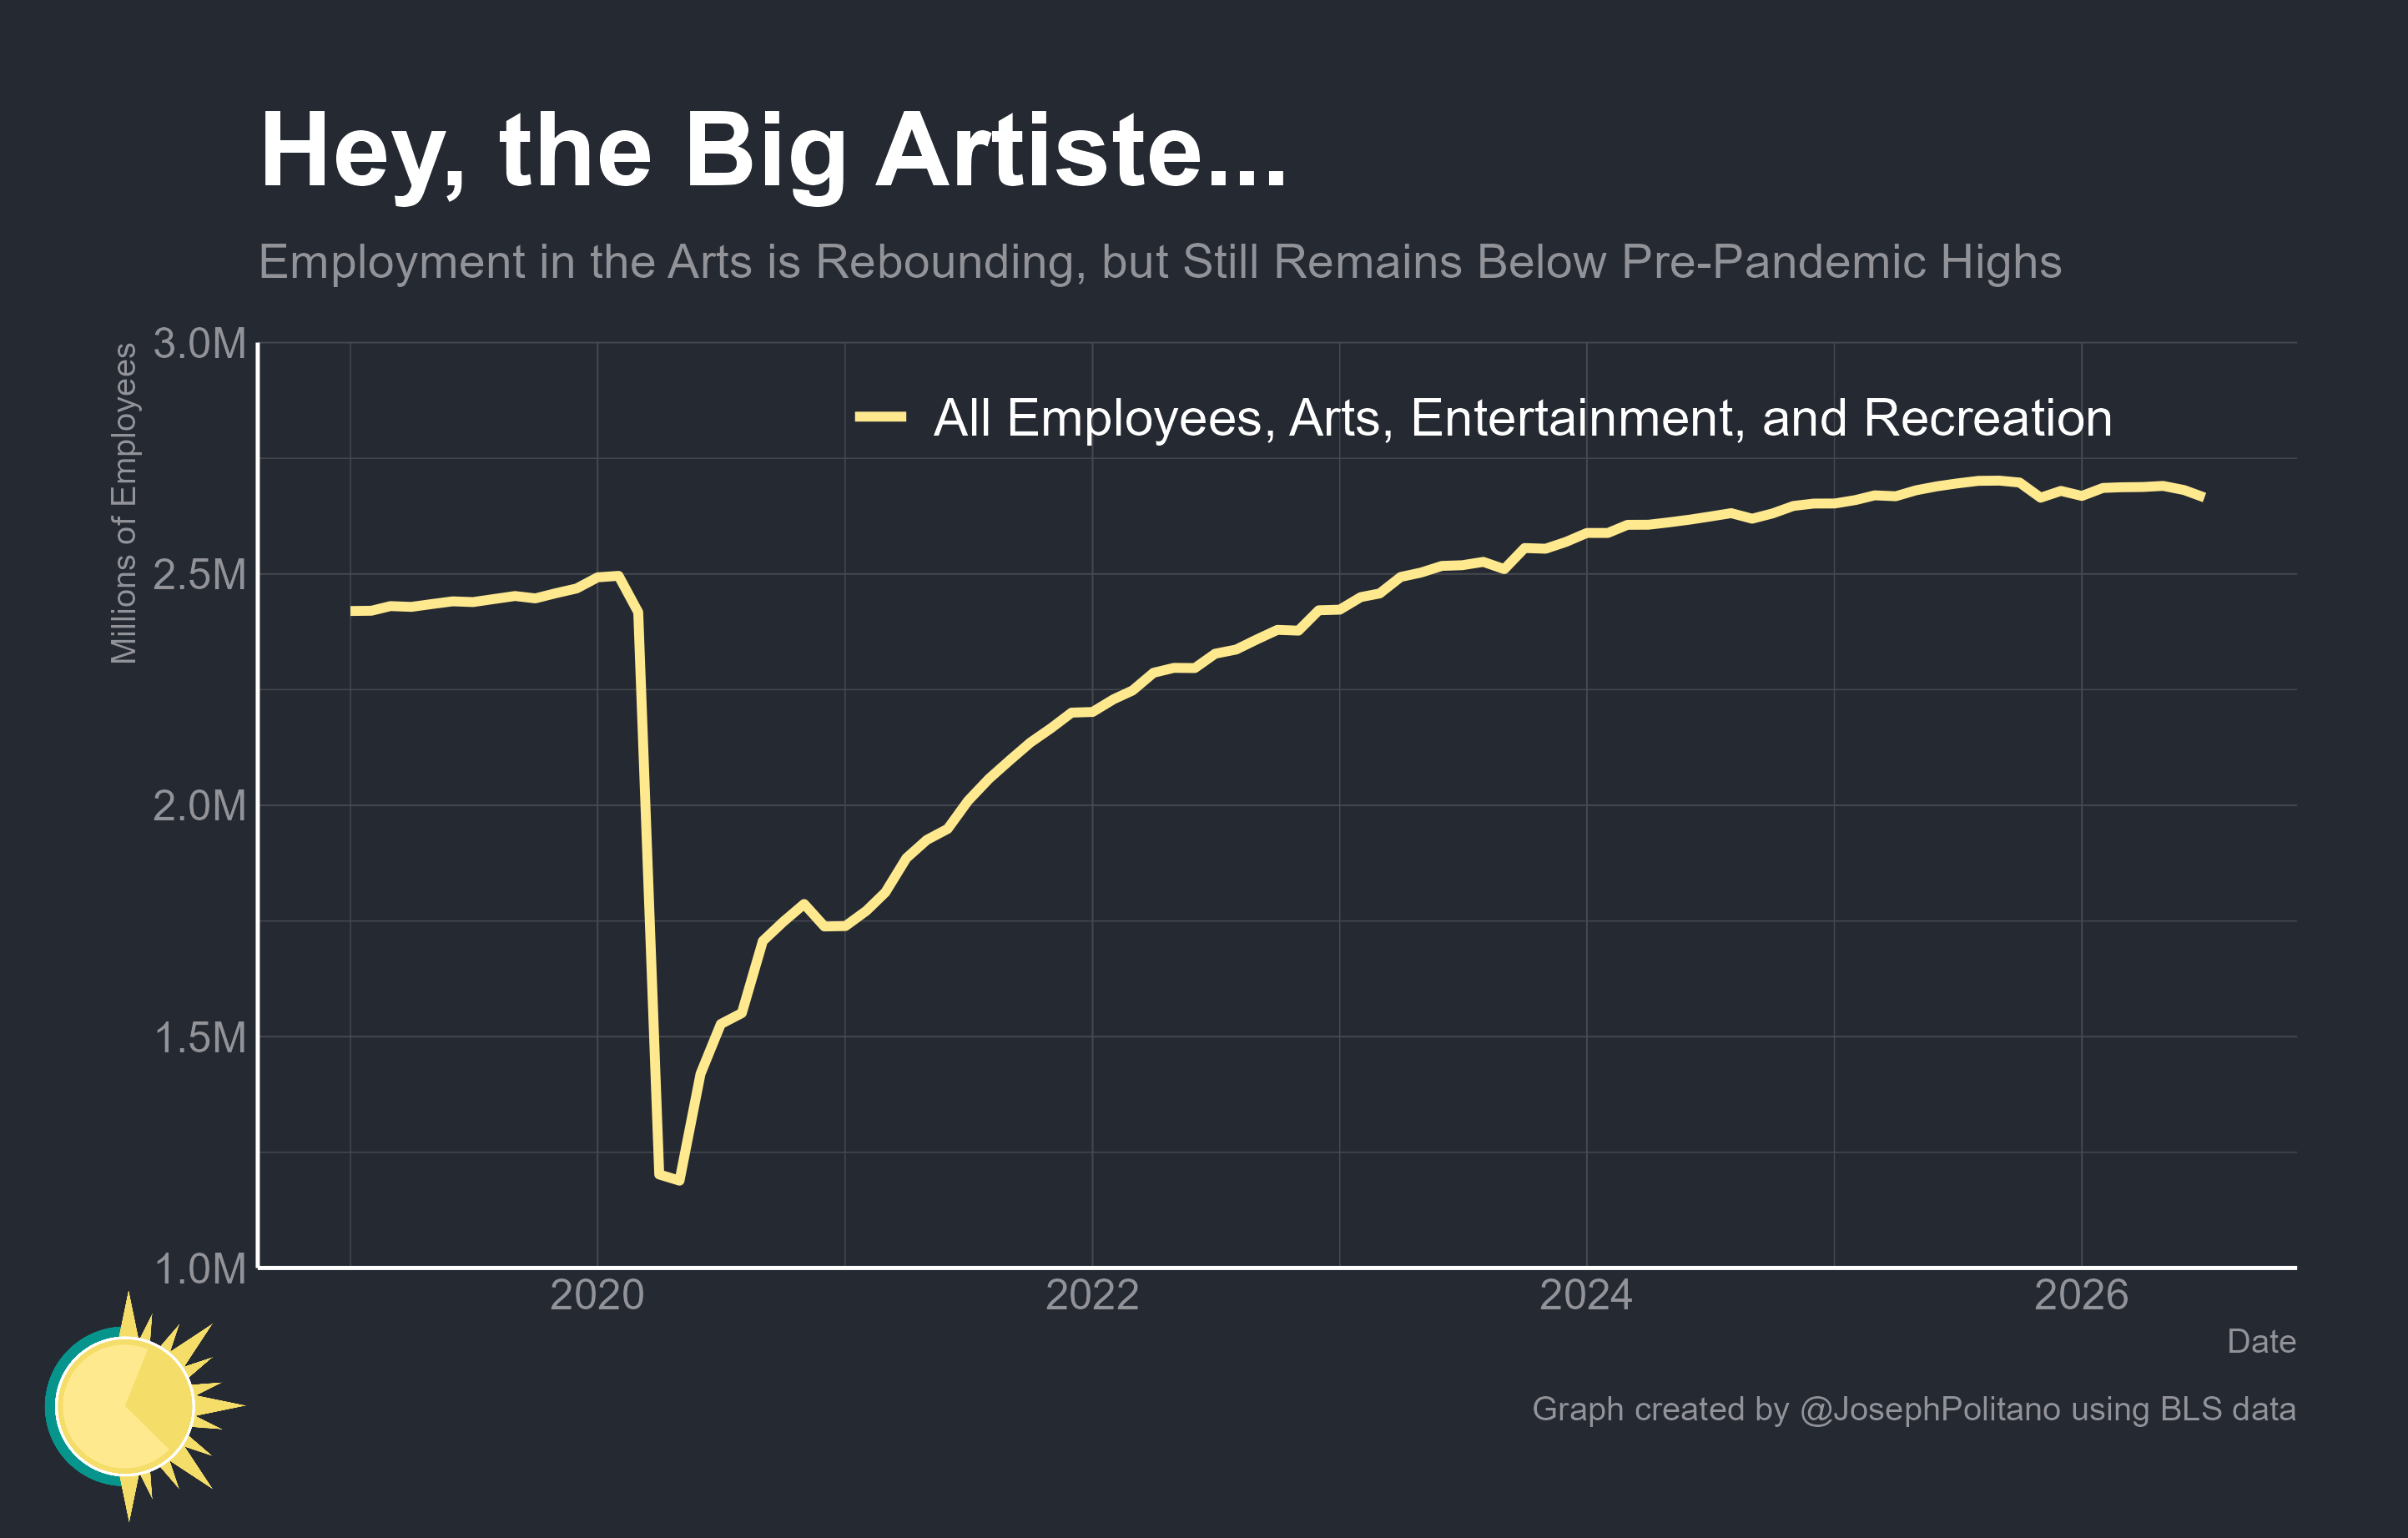 Hey, the Big Artiste...
Employment in the Arts is Rebounding, but Still Remains Below Pre-Pandemic Highs
Millions of Employees
3.0M
2.5M
2.0M
1.5M
1.0M
All Employees, Arts, Entertainment, and Recreation
2020
2022
2024
2026
Date
Graph created by @JosephPolitano using BLS data